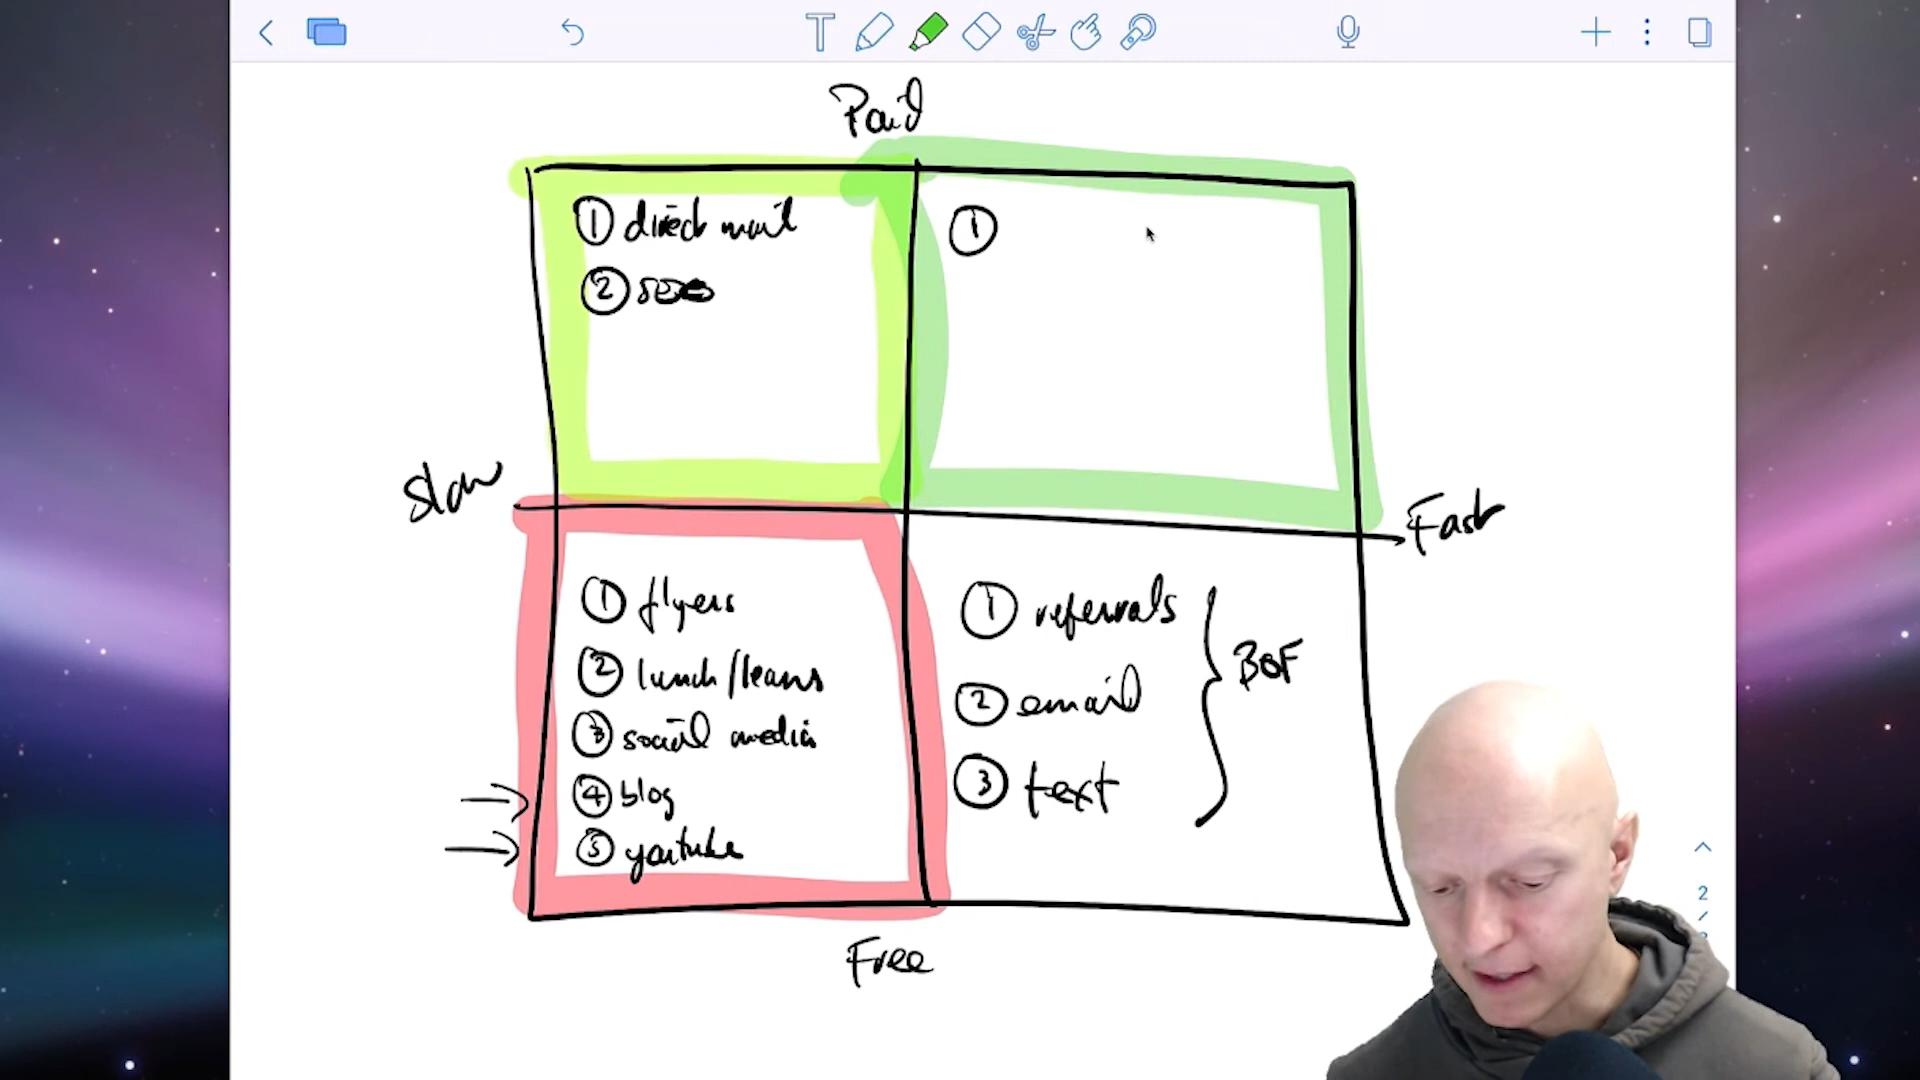 Paid
① direct mail
② seo
①
Slow
Fast
① flyers
② lunch/learns
③ social media
④ blog
⑤ youtube
① referrals
② email
③ text
BOF
Free
2
/